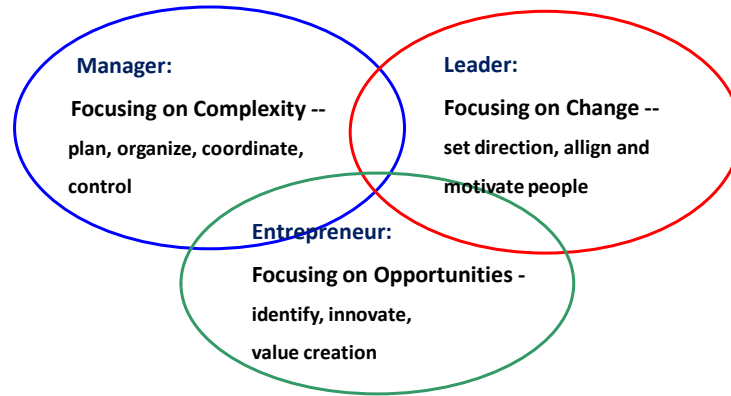 Manager:
Focusing on Complexity --
plan, organize, coordinate,
control
Leader:
Focusing on Change --
set direction, allign and
motivate people
Entrepreneur:
Focusing on Opportunities -
identify, innovate,
value creation